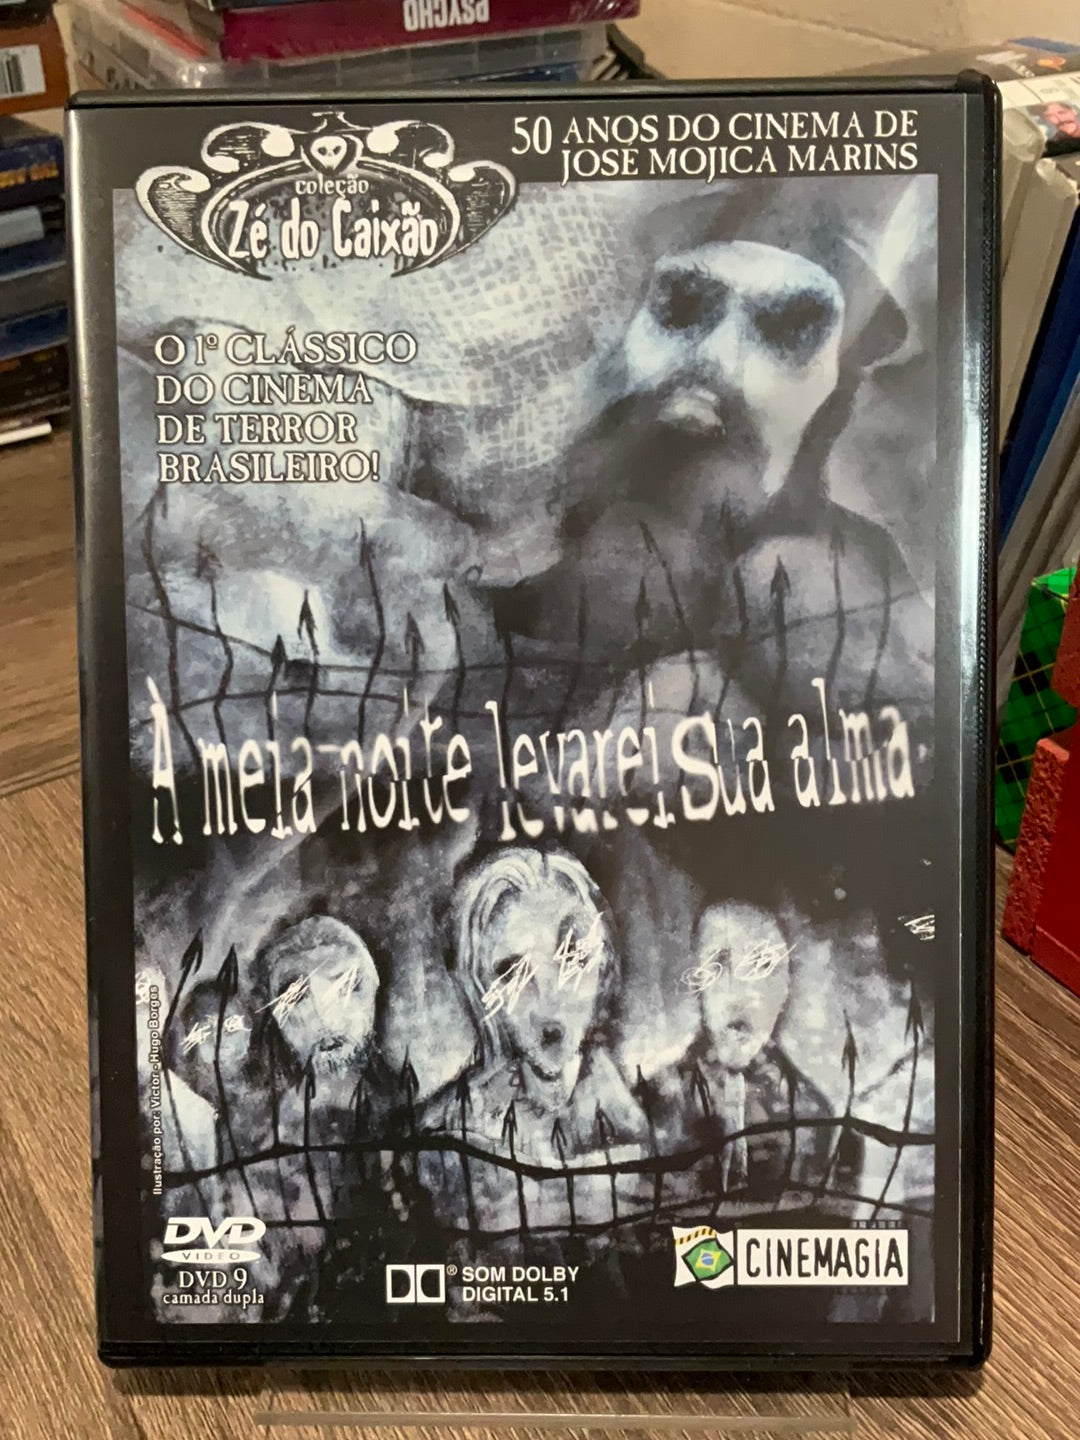 PSYCHO
50 ANOS DO CINEMA DE
JOSÉ MOJICA MARINS
coleção
Zé do Caixão
O 1º CLÁSSICO
DO CINEMA
DE TERROR
BRASILEIRO!
À meia-noite levarei sua alma
Ilustração por: Victor-Hugo Borges
DVD
VIDEO
DVD 9
camada dupla
® SOM DOLBY
DIGITAL 5.1
CINEMAGIA